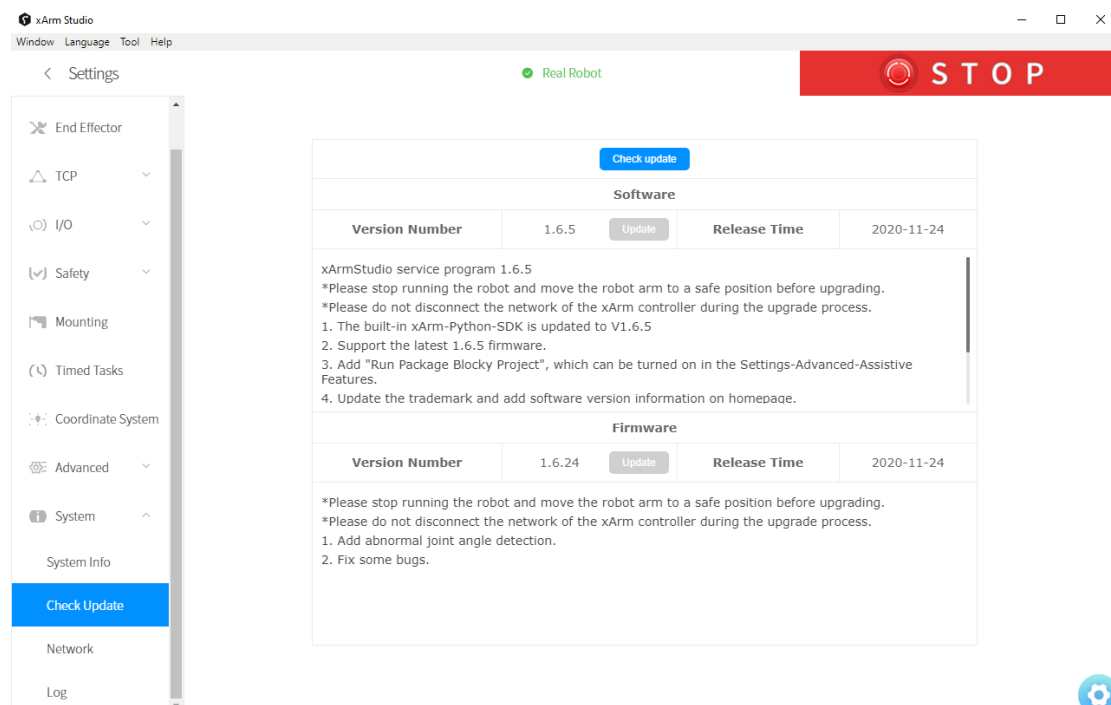 xArm Studio
Window Language Tool Help
Settings
Real Robot
STOP
End Effector
TCP
I/O
Safety
Mounting
Timed Tasks
Coordinate System
Advanced
System
System Info
Check Update
Network
Log
Check update
Software
Version Number 1.6.5 Update Release Time 2020-11-24
xArmStudio service program 1.6.5
*Please stop running the robot and move the robot arm to a safe position before upgrading.
*Please do not disconnect the network of the xArm controller during the upgrade process.
1. The built-in xArm-Python-SDK is updated to V1.6.5
2. Support the latest 1.6.5 firmware.
3. Add "Run Package Blocky Project", which can be turned on in the Settings-Advanced-Assistive
Features.
4. Update the trademark and add software version information on homepage.
Firmware
Version Number 1.6.24 Update Release Time 2020-11-24
*Please stop running the robot and move the robot arm to a safe position before upgrading.
*Please do not disconnect the network of the xArm controller during the upgrade process.
1. Add abnormal joint angle detection.
2. Fix some bugs.